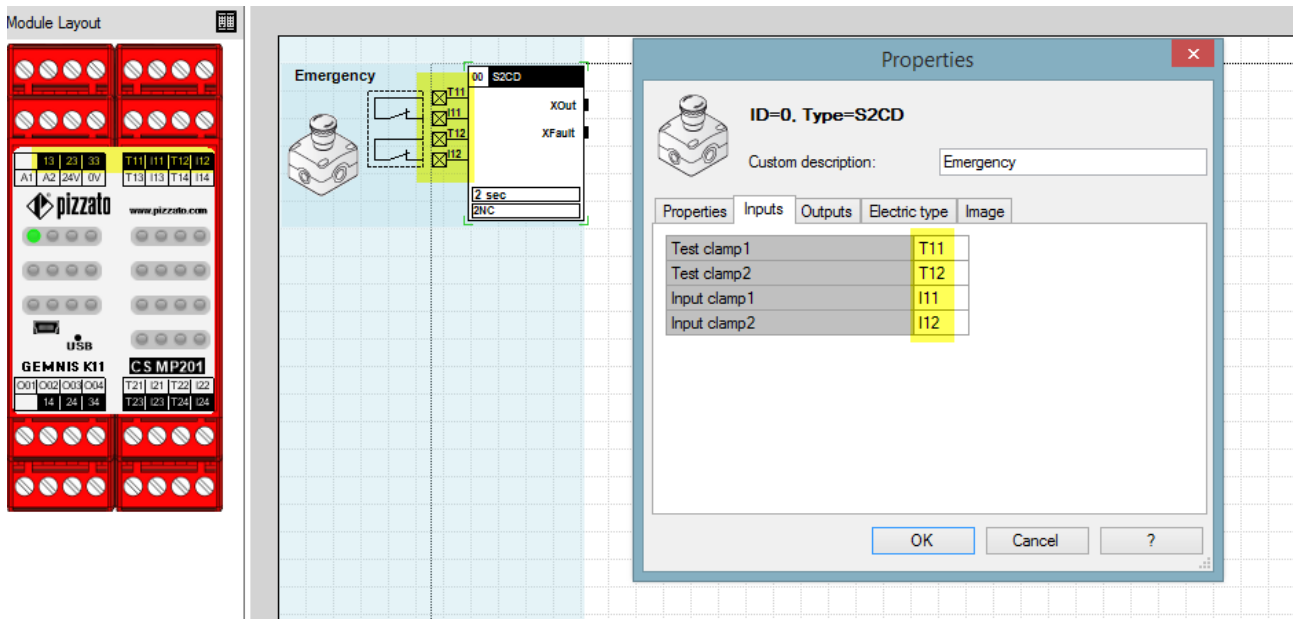 Module Layout
13 23 33
T11 I11 T12 I12
A1 A2 24V 0V
T13 I13 T14 I14
pizzato
www.pizzato.com
USB
GEMNIS K11
CS MP201
O01 O02 O03 O04
T21 I21 T22 I22
14 24 34
T23 I23 T24 I24
Emergency
00 S2CD
T11
I11
T12
I12
XOut
XFault
2 sec
2NC
Properties
ID=0, Type=S2CD
Custom description: Emergency
Properties Inputs Outputs Electric type Image
Test clamp1 T11
Test clamp2 T12
Input clamp1 I11
Input clamp2 I12
OK Cancel ?